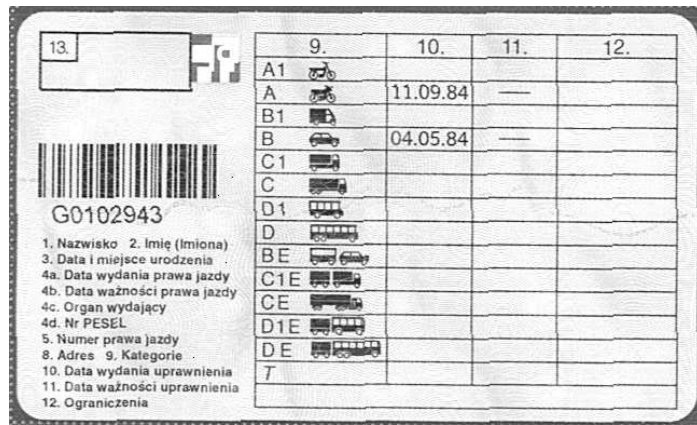 13.
9. 10. 11. 12.
A1
A 11.09.84 —
B1
B 04.05.84 —
C1
C
D1
D
BE
C1E
CE
D1E
DE
T
G0102943
1. Nazwisko 2. Imię (Imiona)
3. Data i miejsce urodzenia
4a. Data wydania prawa jazdy
4b. Data ważności prawa jazdy
4c. Organ wydający
4d. Nr PESEL
5. Numer prawa jazdy
8. Adres 9. Kategorie
10. Data wydania uprawnienia
11. Data ważności uprawnienia
12. Ograniczenia